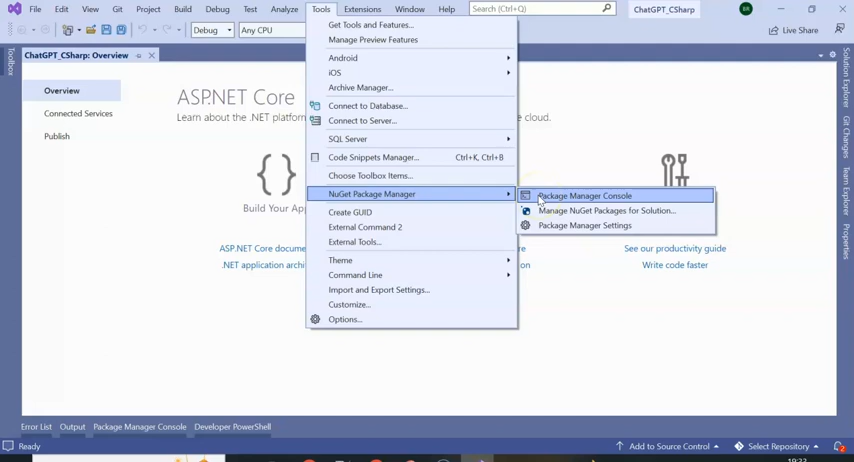 File Edit View Git Project Build Debug Test Analyze Tools Extensions Window Help Search (Ctrl+Q) ChatGPT_CSharp BR
Debug Any CPU Live Share
ChatGPT_CSharp: Overview
Toolbox
Overview
Connected Services
Publish
ASP.NET Core
Learn about the .NET platform
cloud.
Build Your App
ASP.NET Core docume
.NET application archi
on
See our productivity guide
Write code faster
Get Tools and Features...
Manage Preview Features
Android
iOS
Archive Manager...
Connect to Database...
Connect to Server...
SQL Server
Code Snippets Manager... Ctrl+K, Ctrl+B
Choose Toolbox Items...
NuGet Package Manager
Create GUID
External Command 2
External Tools...
Theme
Command Line
Import and Export Settings...
Customize...
Options...
Package Manager Console
Manage NuGet Packages for Solution...
Package Manager Settings
Solution Explorer
Git Changes
Team Explorer
Properties
Error List Output Package Manager Console Developer PowerShell
Ready Add to Source Control Select Repository 2